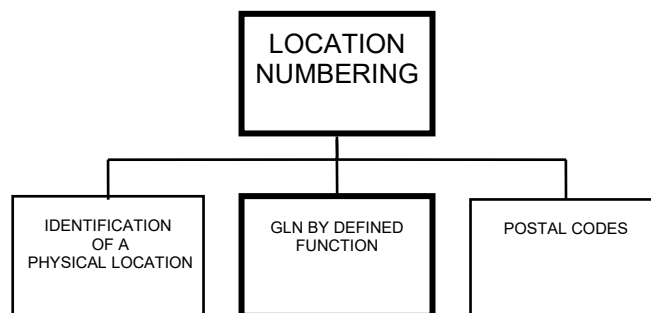 LOCATION
NUMBERING
IDENTIFICATION
OF A
PHYSICAL LOCATION
GLN BY DEFINED
FUNCTION
POSTAL CODES